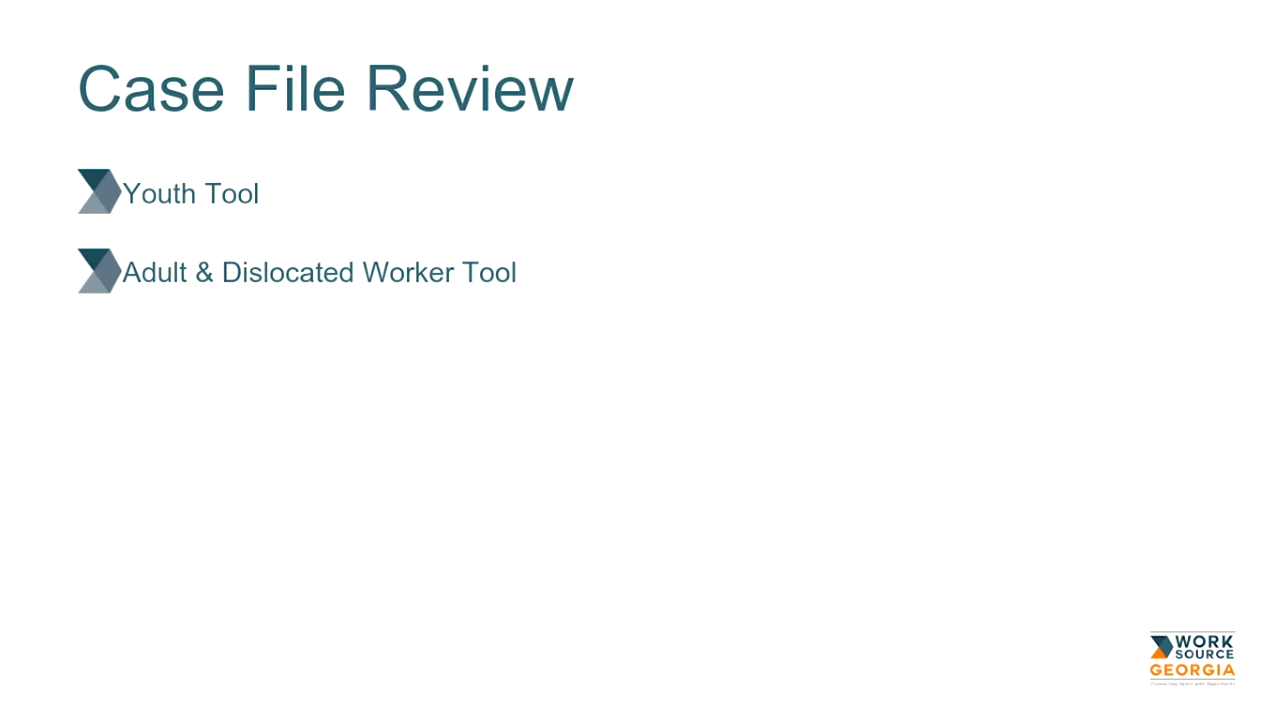 Case File Review
Youth Tool
Adult & Dislocated Worker Tool
WORK
SOURCE
GEORGIA